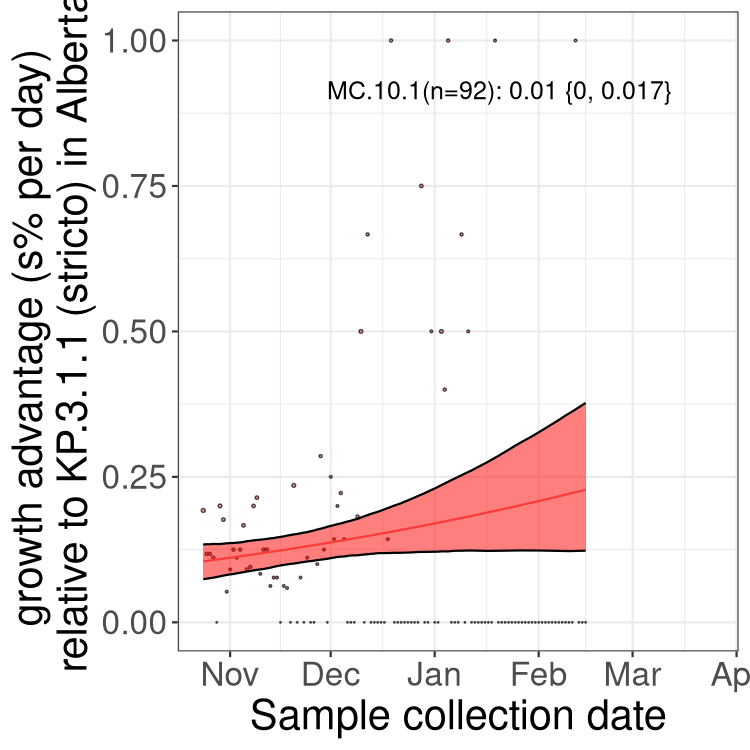 growth advantage (s% per day)
relative to KP.3.1.1 (stricto) in Alberta
1.00
0.75
0.50
0.25
0.00
MC.10.1(n=92): 0.01 {0, 0.017}
Nov Dec Jan Feb Mar Ap
Sample collection date